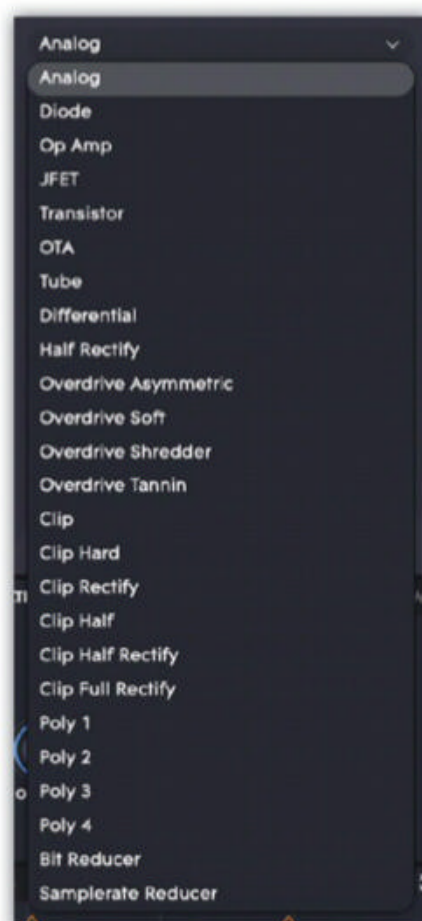 Analog
Analog
Diode
Op Amp
JFET
Transistor
OTA
Tube
Differential
Half Rectify
Overdrive Asymmetric
Overdrive Soft
Overdrive Shredder
Overdrive Tannin
Clip
Clip Hard
Clip Rectify
Clip Half
Clip Half Rectify
Clip Full Rectify
Poly 1
Poly 2
Poly 3
Poly 4
Bit Reducer
Samplerate Reducer